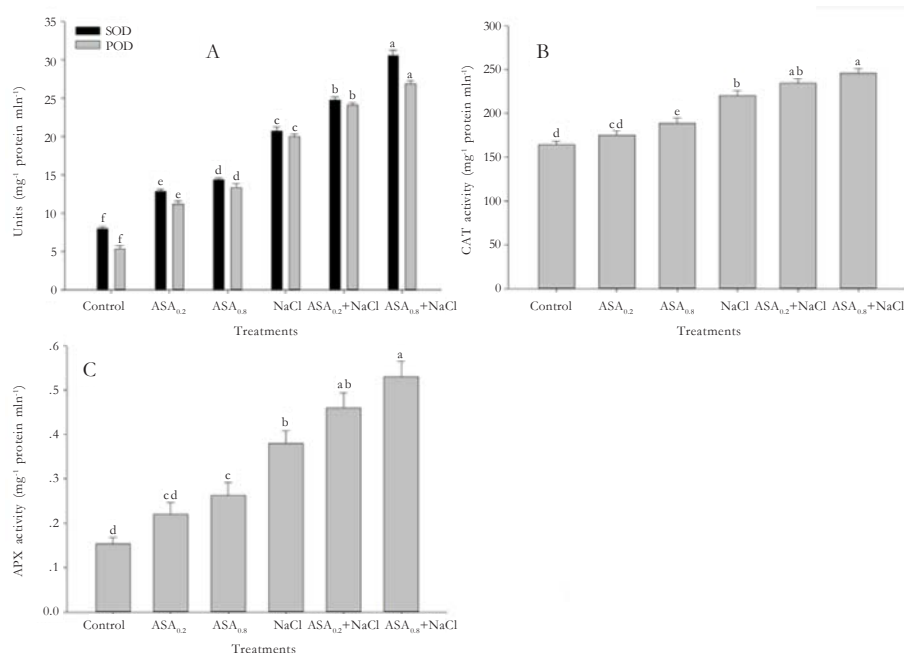 SOD
POD
A
Units (mg⁻¹ protein mln⁻¹)
35
30
25
20
15
10
5
0
f
f
e
e
d
d
c
c
b
b
a
a
Control
ASA₀.₂
ASA₀.₈
NaCl
ASA₀.₂+NaCl
ASA₀.₈+NaCl
Treatments
B
CAT activity (mg⁻¹ protein mln⁻¹)
300
250
200
150
100
50
0
d
cd
e
b
ab
a
Control
ASA₀.₂
ASA₀.₈
NaCl
ASA₀.₂+NaCl
ASA₀.₈+NaCl
Treatments
C
APX activity (mg⁻¹ protein mln⁻¹)
.6
.5
.4
.3
.2
.1
0.0
d
cd
c
b
ab
a
Control
ASA₀.₂
ASA₀.₈
NaCl
ASA₀.₂+NaCl
ASA₀.₈+NaCl
Treatments